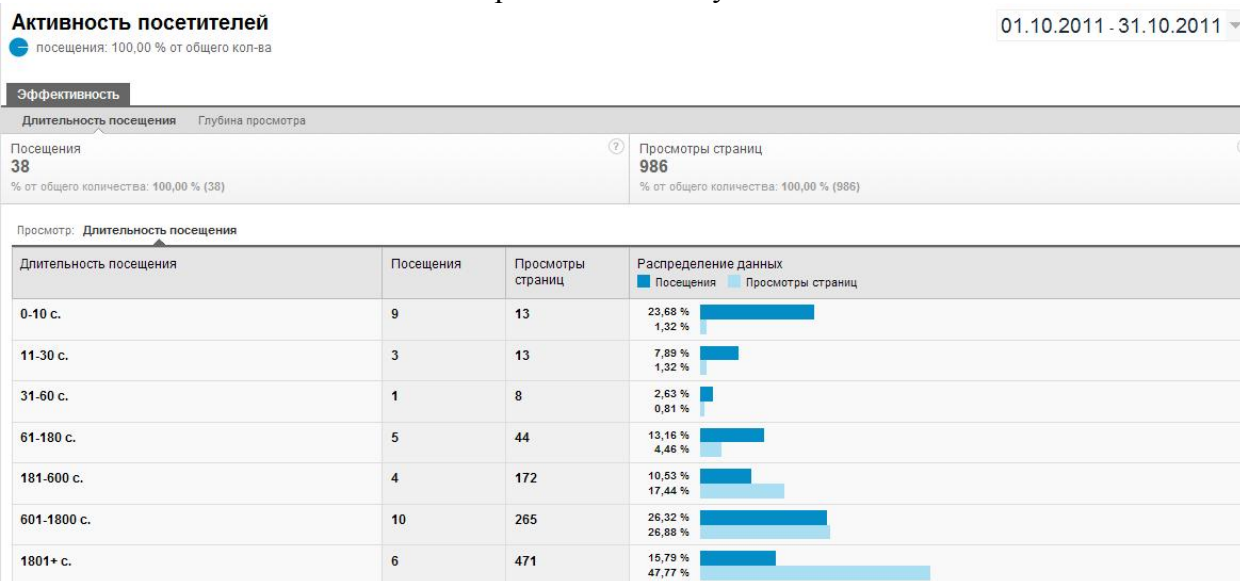 Активность посетителей
01.10.2011 - 31.10.2011
посещения: 100,00 % от общего кол-ва
Эффективность
Длительность посещения Глубина просмотра
Посещения ? Просмотры страниц
38 986
% от общего количества: 100,00 % (38) % от общего количества: 100,00 % (986)
Просмотр: Длительность посещения
Длительность посещения Посещения Просмотры страниц Распределение данных
Посещения Просмотры страниц
0-10 с. 9 13 23,68 %
1,32 %
11-30 с. 3 13 7,89 %
1,32 %
31-60 с. 1 8 2,63 %
0,81 %
61-180 с. 5 44 13,16 %
4,46 %
181-600 с. 4 172 10,53 %
17,44 %
601-1800 с. 10 265 26,32 %
26,88 %
1801+ с. 6 471 15,79 %
47,77 %